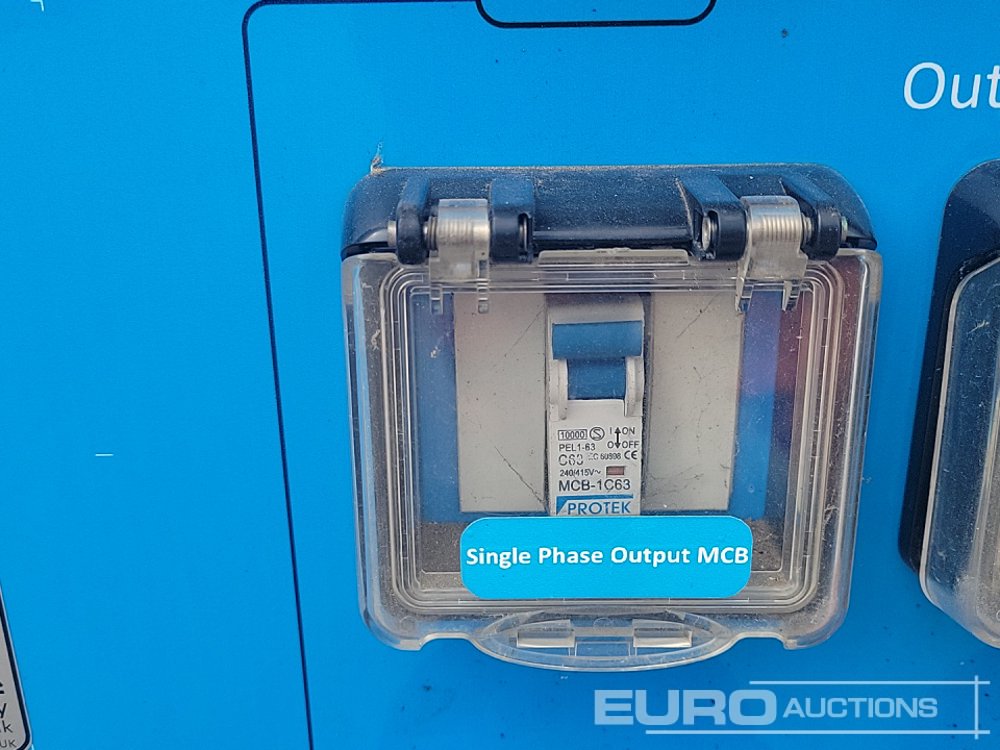 Out
10000 S I ON
PEL1-63 O OFF
C63 IEC 60898 CE
240/415V~
MCB-1C63
PROTEK
Single Phase Output MCB
y
k
UK
EURO AUCTIONS